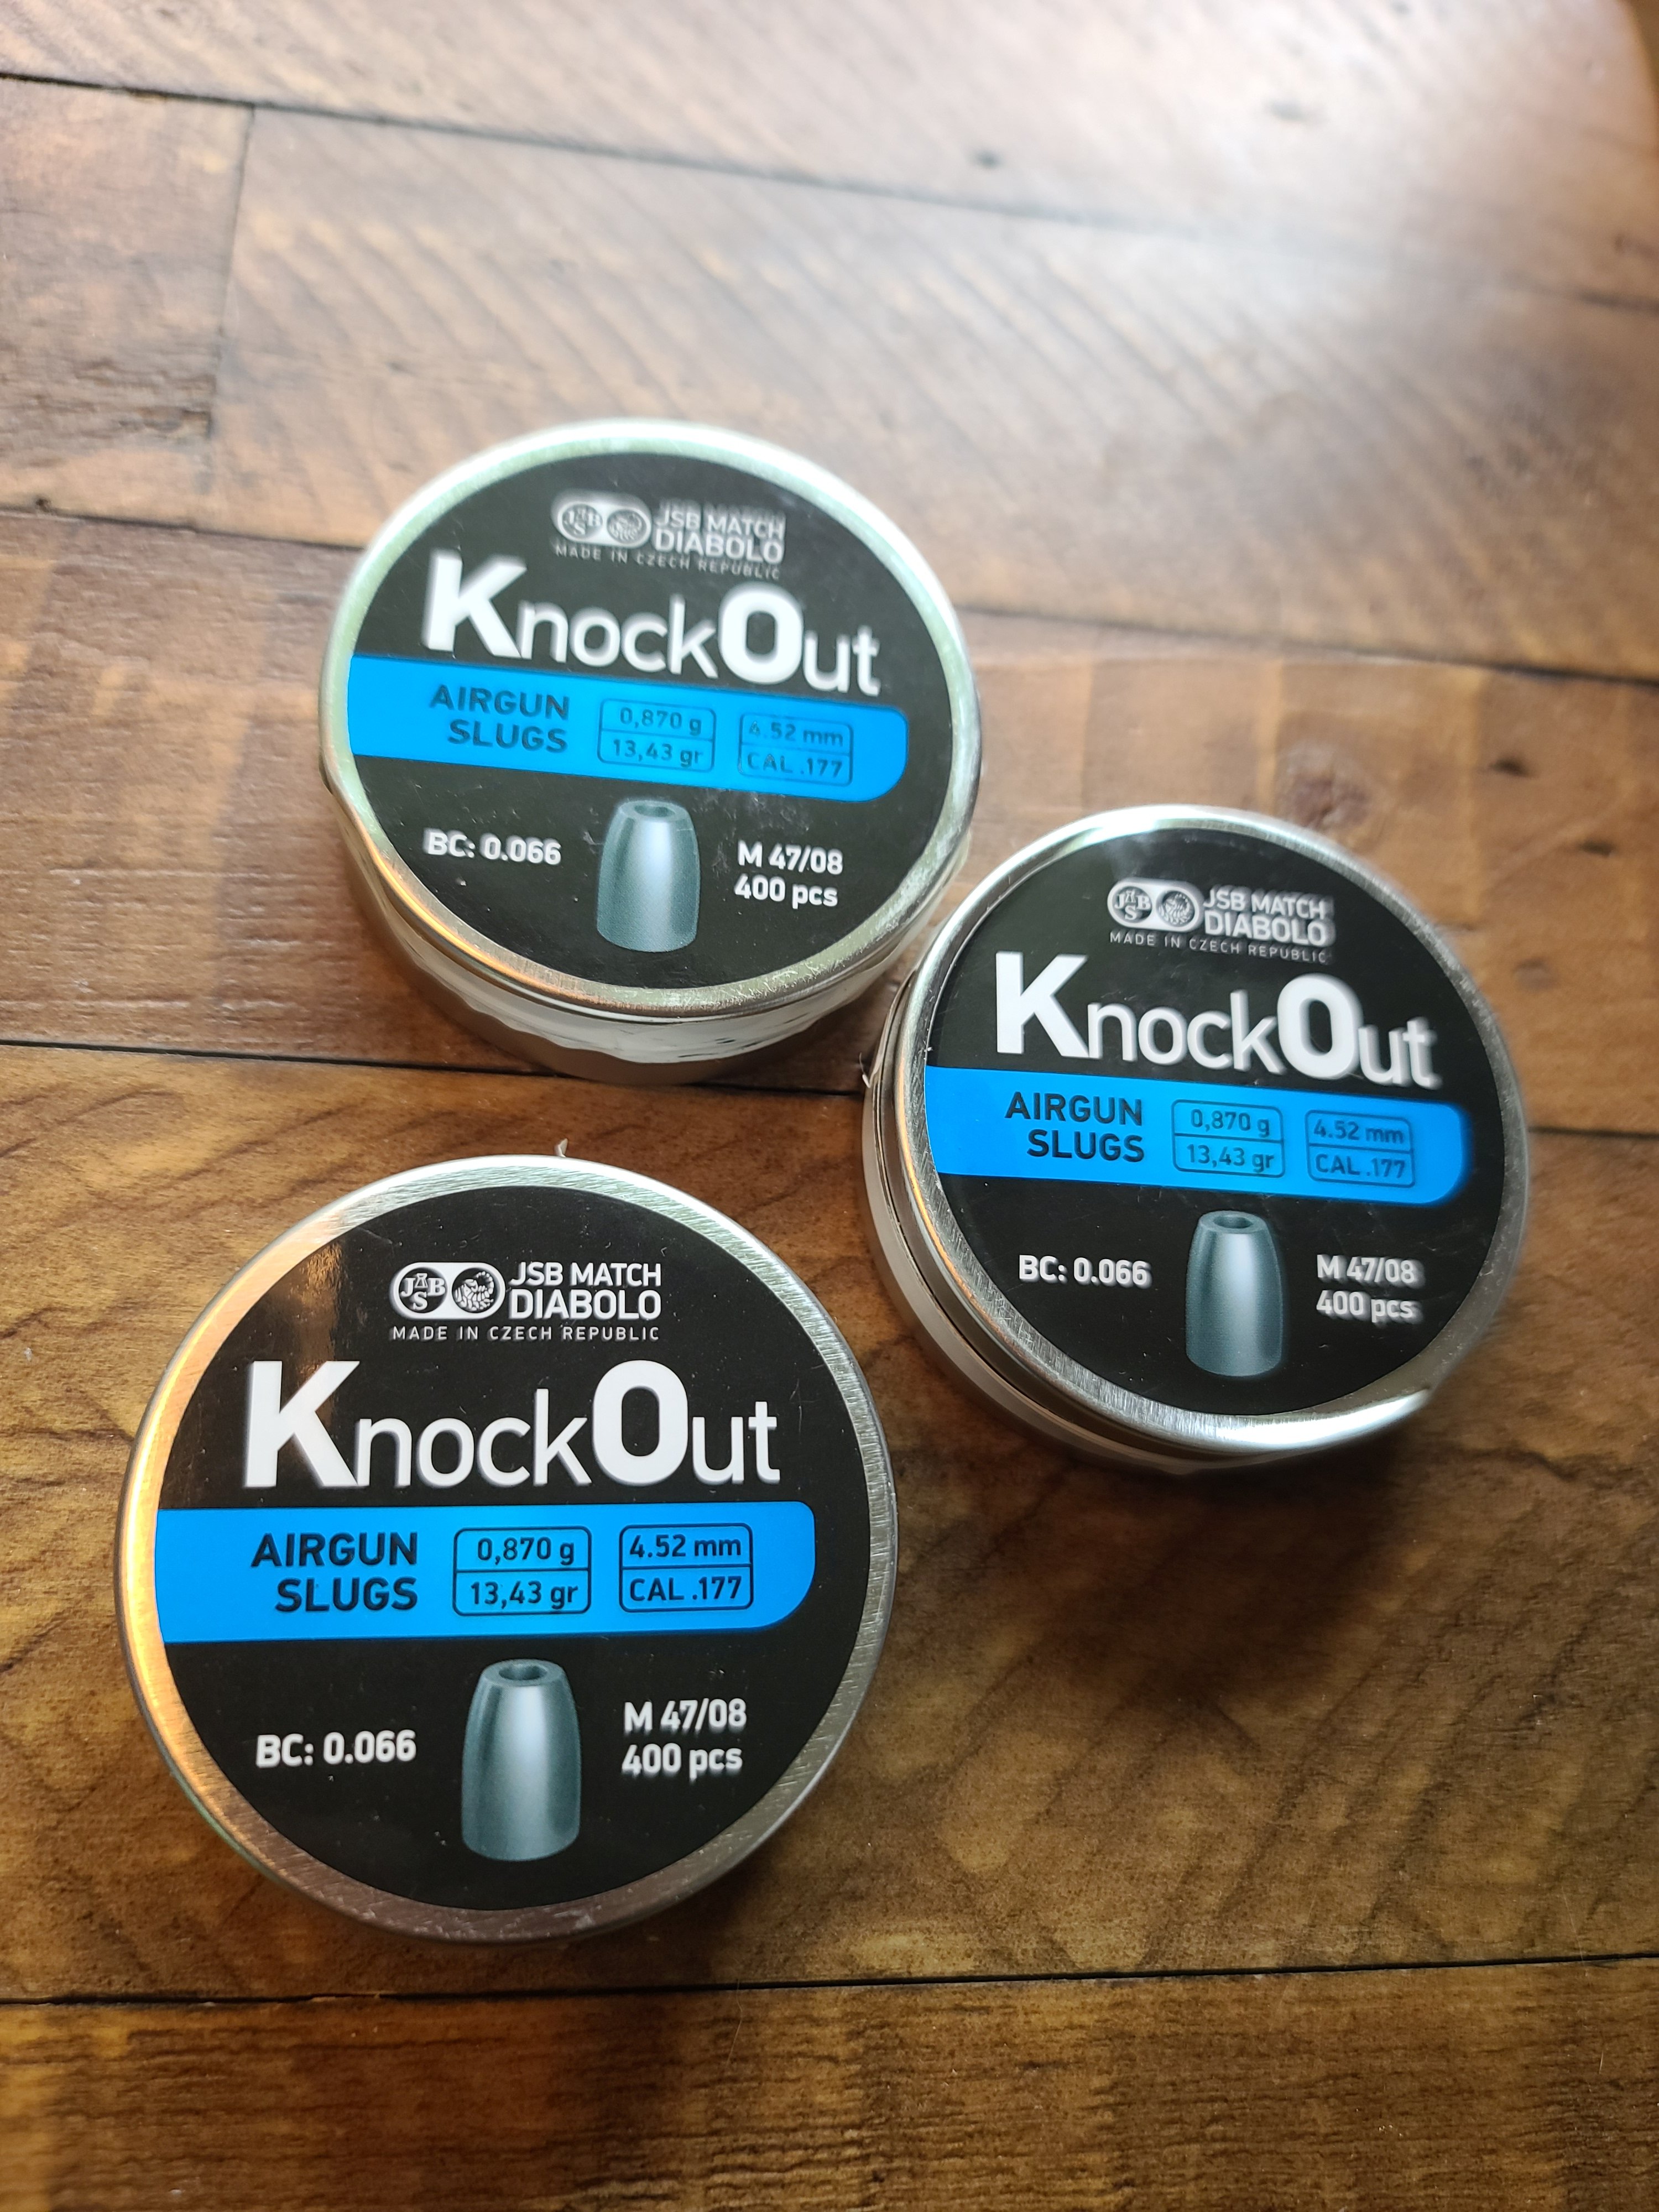 JSB
JSB MATCH
DIABOLO
MADE IN CZECH REPUBLIC
KnockOut
AIRGUN
SLUGS
0,870 g
13,43 gr
4.52 mm
CAL .177
BC: 0.066
M 47/08
400 pcs
JSB
JSB MATCH
DIABOLO
MADE IN CZECH REPUBLIC
KnockOut
AIRGUN
SLUGS
0,870 g
13,43 gr
4.52 mm
CAL .177
BC: 0.066
M 47/08
400 pcs
JSB
JSB MATCH
DIABOLO
MADE IN CZECH REPUBLIC
KnockOut
AIRGUN
SLUGS
0,870 g
13,43 gr
4.52 mm
CAL .177
BC: 0.066
M 47/08
400 pcs